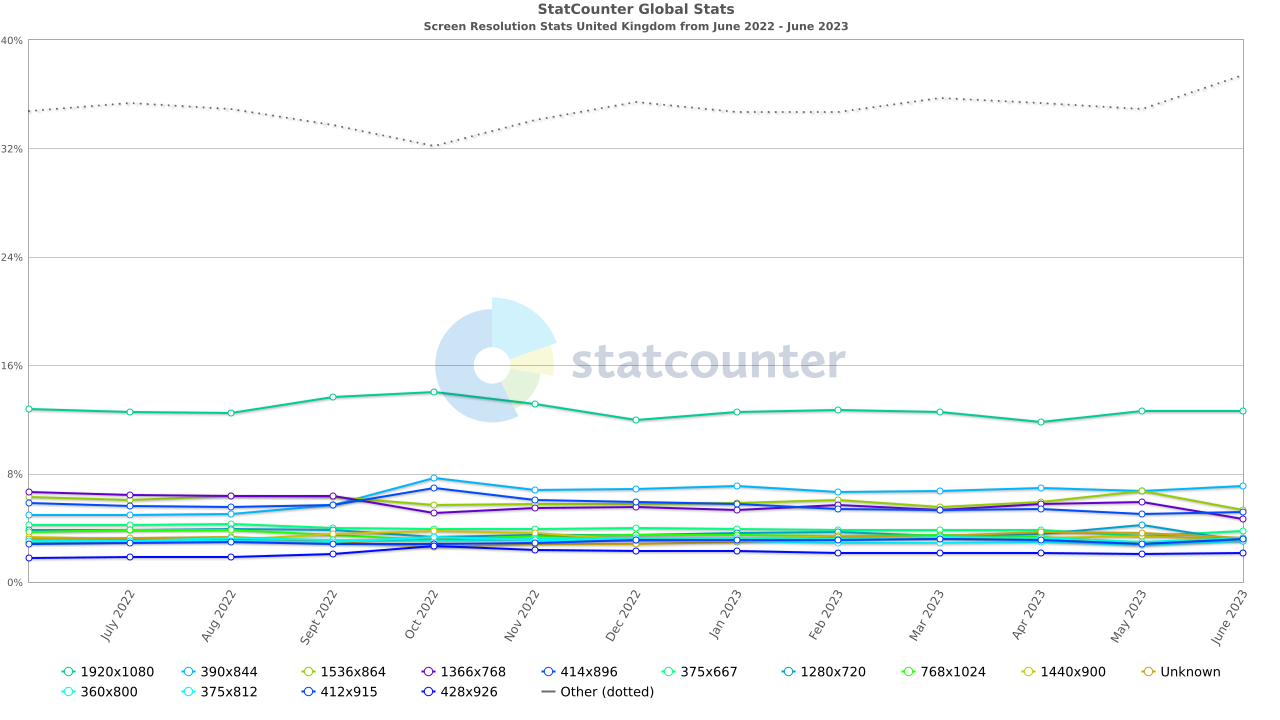 StatCounter Global Stats
Screen Resolution Stats United Kingdom from June 2022 - June 2023
40%
32%
24%
16%
8%
0%
statcounter
July 2022
Aug 2022
Sept 2022
Oct 2022
Nov 2022
Dec 2022
Jan 2023
Feb 2023
Mar 2023
Apr 2023
May 2023
June 2023
1920x1080 390x844 1536x864 1366x768 414x896 375x667 1280x720 768x1024 1440x900 Unknown
360x800 375x812 412x915 428x926 Other (dotted)